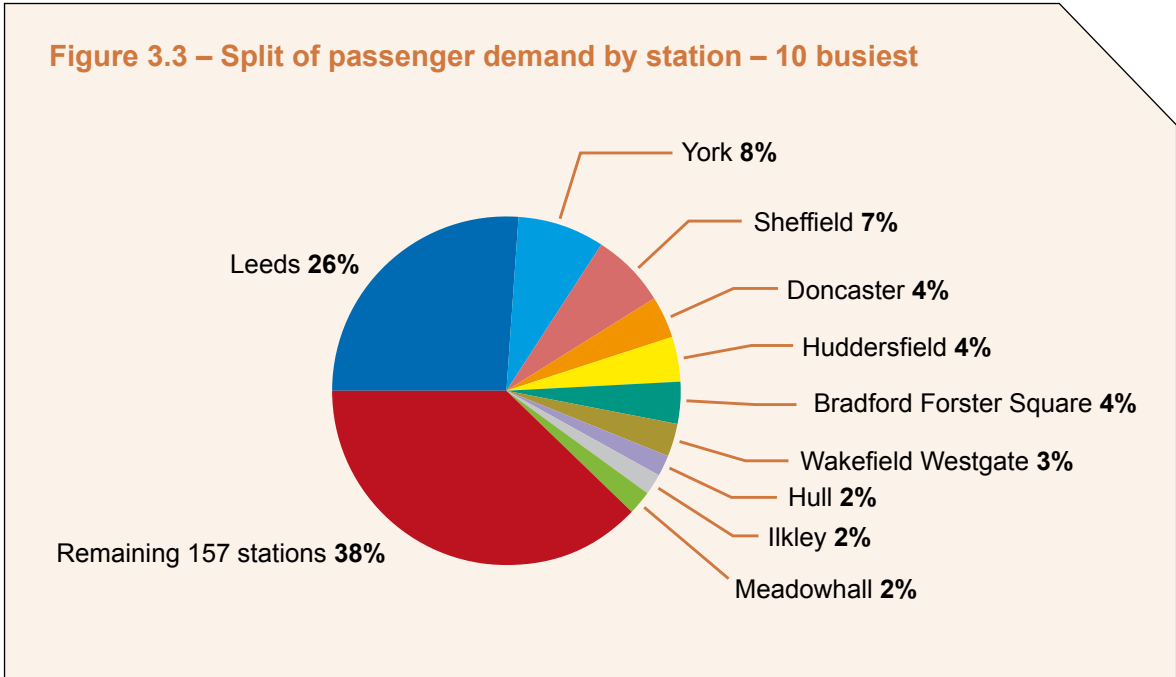 Figure 3.3 – Split of passenger demand by station – 10 busiest
York 8%
Sheffield 7%
Leeds 26%
Doncaster 4%
Huddersfield 4%
Bradford Forster Square 4%
Wakefield Westgate 3%
Hull 2%
Ilkley 2%
Remaining 157 stations 38%
Meadowhall 2%